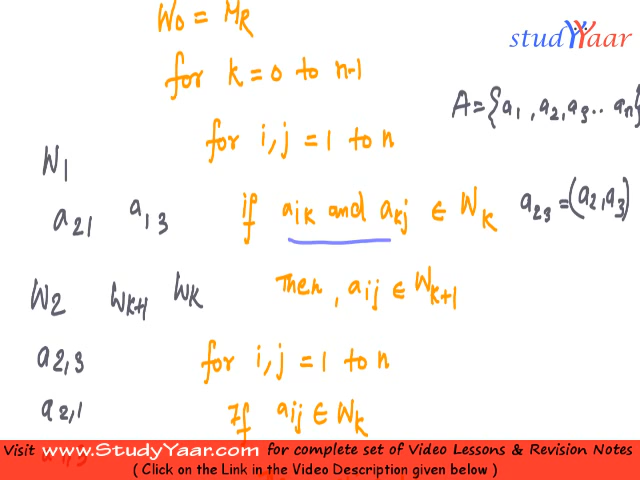 W0 = MR
studYYaar
for k = 0 to n-1
A = {a1, a2, a3 .. an}
for i, j = 1 to n
W1
a21 a13
if aik and akj ∈ Wk
a23 = (a2, a3)
W2 Wk+1 Wk
Then, aij ∈ Wk+1
a2,3
for i, j = 1 to n
a2,1
If aij ∈ Wk
Visit www.StudyYaar.com for complete set of Video Lessons & Revision Notes
( Click on the Link in the Video Description given below )